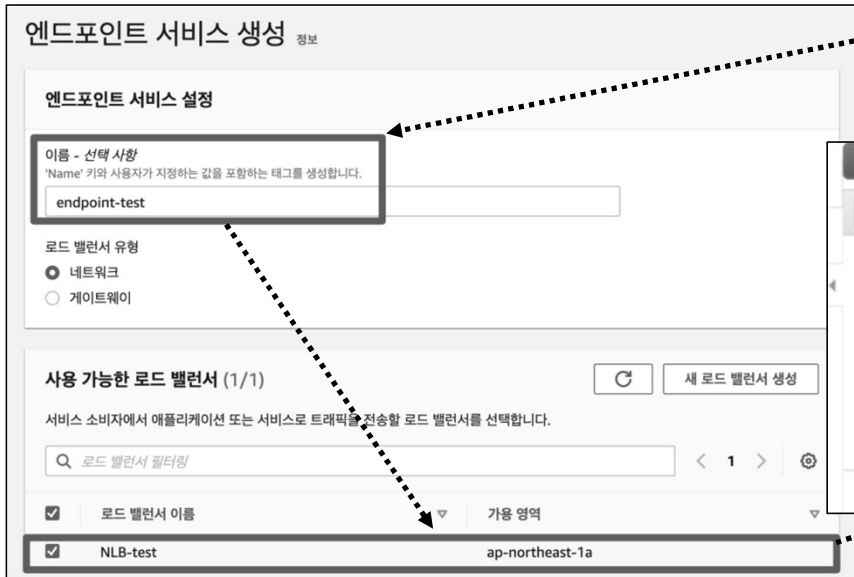 엔드포인트 서비스 생성 정보
엔드포인트 서비스 설정
이름 - 선택 사항
'Name' 키와 사용자가 지정하는 값을 포함하는 태그를 생성합니다.
endpoint-test
로드 밸런서 유형
네트워크
게이트웨이
사용 가능한 로드 밸런서 (1/1)
새 로드 밸런서 생성
서비스 소비자에서 애플리케이션 또는 서비스로 트래픽을 전송할 로드 밸런서를 선택합니다.
로드 밸런서 필터링
1
로드 밸런서 이름 가용 영역
NLB-test ap-northeast-1a